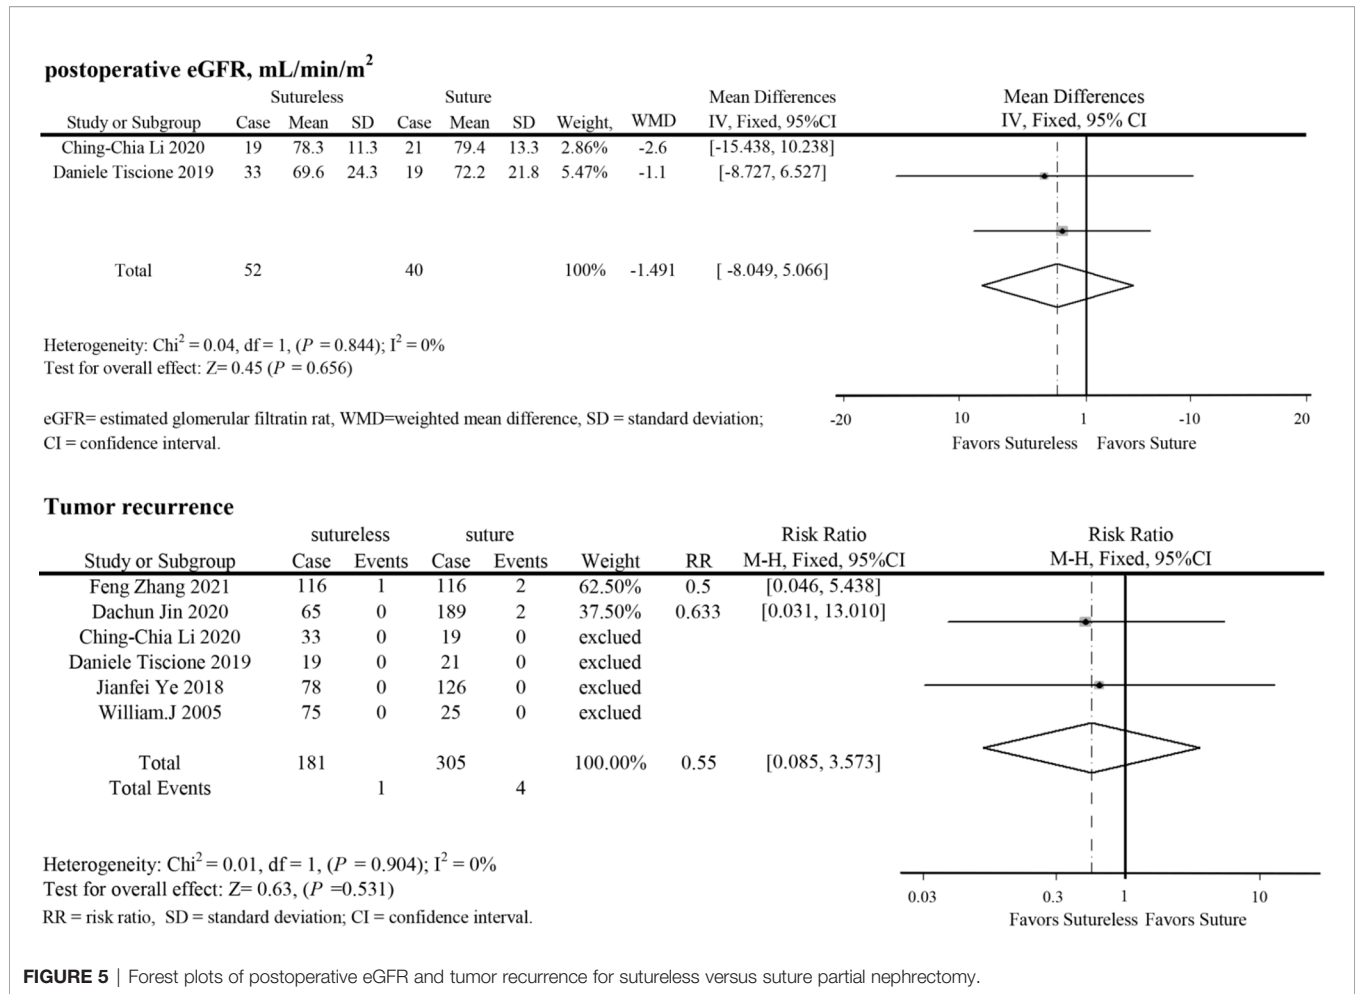 postoperative eGFR, mL/min/m2
Sutureless Suture Mean Differences Mean Differences
Study or Subgroup Case Mean SD Case Mean SD Weight, WMD IV, Fixed, 95%CI IV, Fixed, 95% CI
Ching-Chia Li 2020 19 78.3 11.3 21 79.4 13.3 2.86% -2.6 [-15.438, 10.238]
Daniele Tiscione 2019 33 69.6 24.3 19 72.2 21.8 5.47% -1.1 [-8.727, 6.527]
Total 52 40 100% -1.491 [ -8.049, 5.066]
Heterogeneity: Chi2 = 0.04, df = 1, (P = 0.844); I2 = 0%
Test for overall effect: Z= 0.45 (P = 0.656)
-20 10 1 -10 20
Favors Sutureless Favors Suture
eGFR= estimated glomerular filtratin rat, WMD=weighted mean difference, SD = standard deviation;
CI = confidence interval.
Tumor recurrence
sutureless suture Risk Ratio Risk Ratio
Study or Subgroup Case Events Case Events Weight RR M-H, Fixed, 95%CI M-H, Fixed, 95%CI
Feng Zhang 2021 116 1 116 2 62.50% 0.5 [0.046, 5.438]
Dachun Jin 2020 65 0 189 2 37.50% 0.633 [0.031, 13.010]
Ching-Chia Li 2020 33 0 19 0 exclued
Daniele Tiscione 2019 19 0 21 0 exclued
Jianfei Ye 2018 78 0 126 0 exclued
William.J 2005 75 0 25 0 exclued
Total 181 305 100.00% 0.55 [0.085, 3.573]
Total Events 1 4
Heterogeneity: Chi2 = 0.01, df = 1, (P = 0.904); I2 = 0%
Test for overall effect: Z= 0.63, (P =0.531)
RR = risk ratio, SD = standard deviation; CI = confidence interval.
0.03 0.3 1 10
Favors Sutureless Favors Suture
FIGURE 5 | Forest plots of postoperative eGFR and tumor recurrence for sutureless versus suture partial nephrectomy.